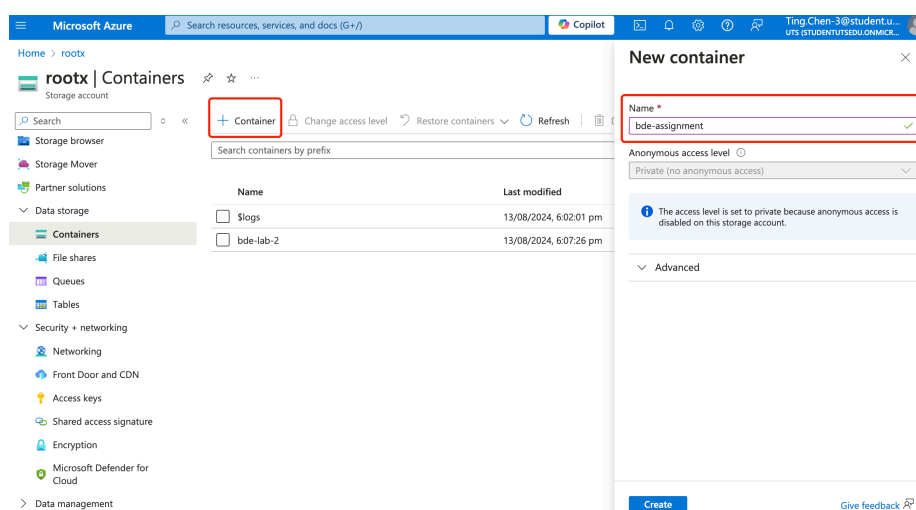 Microsoft Azure
Search resources, services, and docs (G+/)
Copilot
Ting.Chen-3@student.u...
UTS (STUDENTUTSEDU.ONMICR...
Home > rootx
rootx | Containers
Storage account
Search
Storage browser
Storage Mover
Partner solutions
Data storage
Containers
File shares
Queues
Tables
Security + networking
Networking
Front Door and CDN
Access keys
Shared access signature
Encryption
Microsoft Defender for
Cloud
Data management
Container
Change access level
Restore containers
Refresh
Search containers by prefix
Name
Last modified
$logs
13/08/2024, 6:02:01 pm
bde-lab-2
13/08/2024, 6:07:26 pm
New container
Name *
bde-assignment
Anonymous access level
Private (no anonymous access)
The access level is set to private because anonymous access is
disabled on this storage account.
Advanced
Create
Give feedback